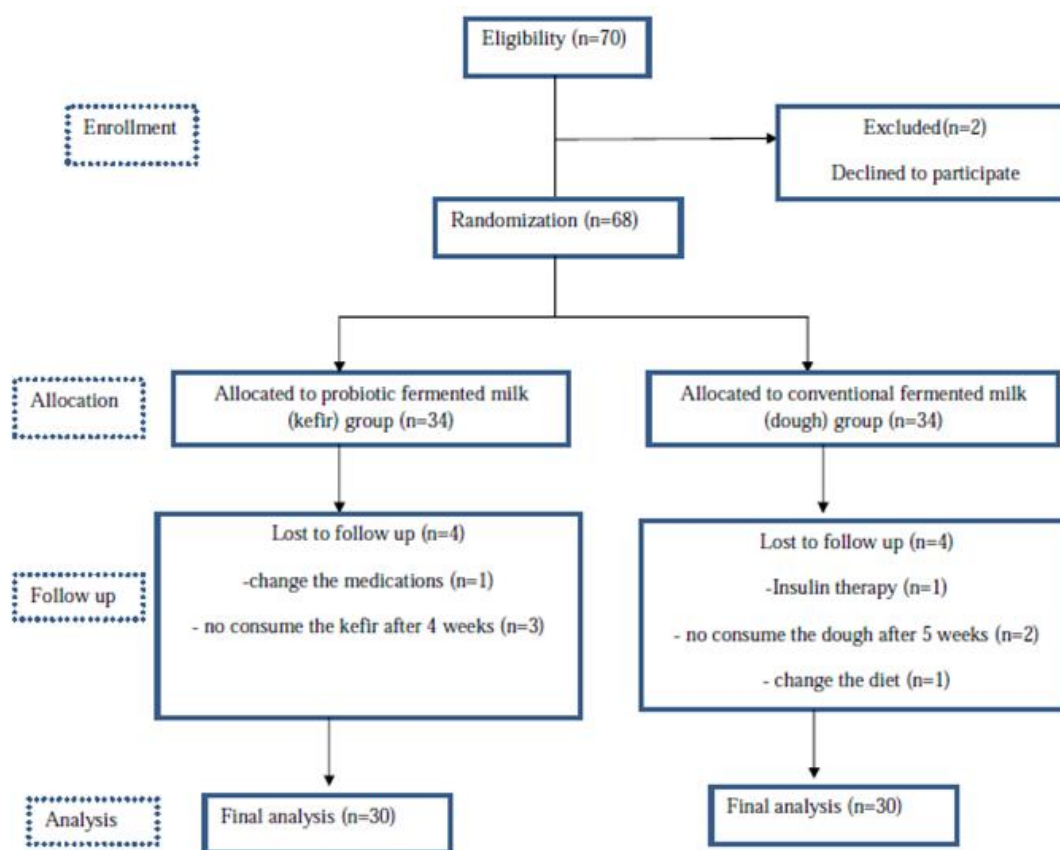 Eligibility (n=70)
Enrollment
Excluded(n=2)
Declined to participate
Randomization (n=68)
Allocation
Allocated to probiotic fermented milk
(kefir) group (n=34)
Allocated to conventional fermented milk
(dough) group (n=34)
Follow up
Lost to follow up (n=4)
-change the medications (n=1)
- no consume the kefir after 4 weeks (n=3)
Lost to follow up (n=4)
-Insulin therapy (n=1)
- no consume the dough after 5 weeks (n=2)
- change the diet (n=1)
Analysis
Final analysis (n=30)
Final analysis (n=30)